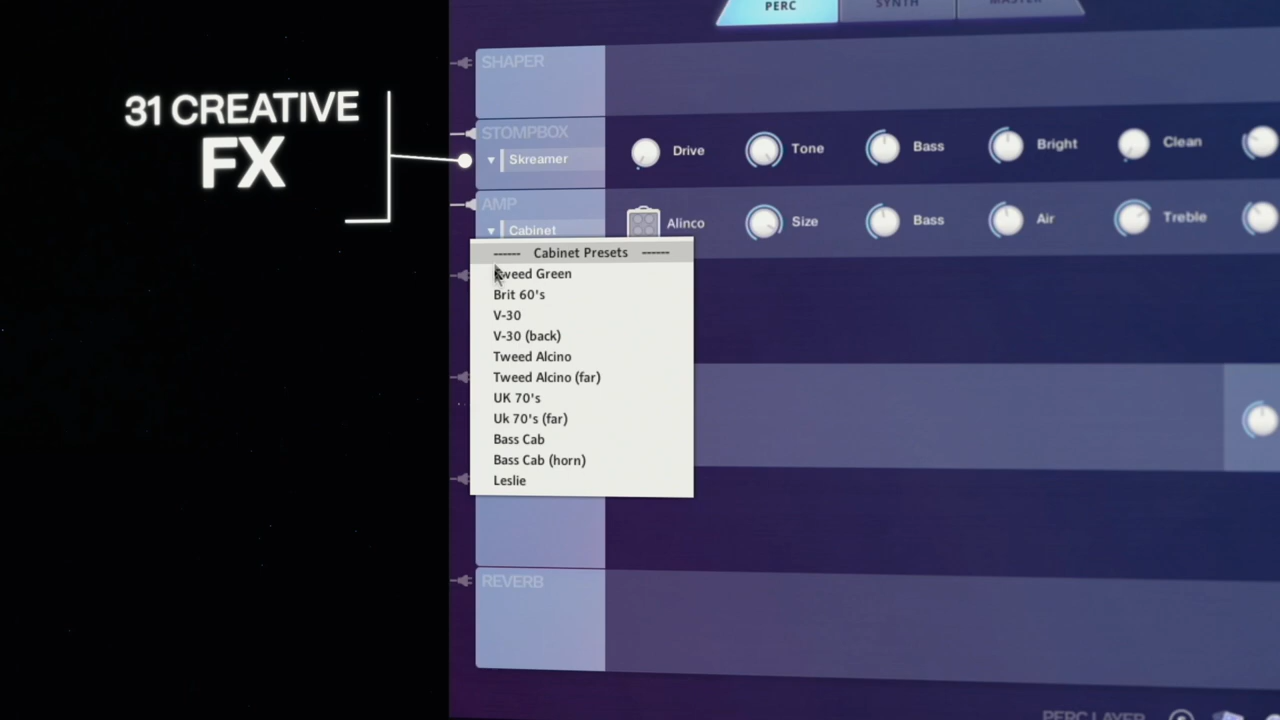 PERC
SYNTH
MASTER
31 CREATIVE
FX
SHAPER
STOMPBOX
Skreamer
Drive
Tone
Bass
Bright
Clean
AMP
Cabinet
Alinco
Size
Bass
Air
Treble
------ Cabinet Presets ------
Tweed Green
Brit 60's
V-30
V-30 (back)
Tweed Alcino
Tweed Alcino (far)
UK 70's
Uk 70's (far)
Bass Cab
Bass Cab (horn)
Leslie
REVERB
PERC LAYER